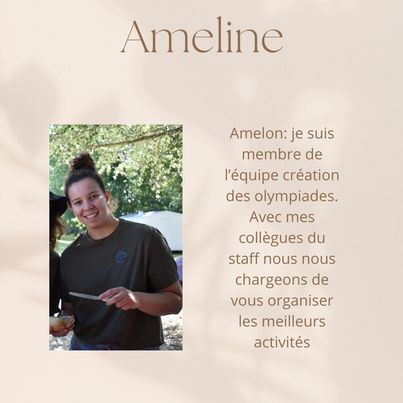 Ameline
Amelon: je suis
membre de
l’équipe création
des olympiades.
Avec mes
collègues du
staff nous nous
chargeons de
vous organiser
les meilleurs
activités